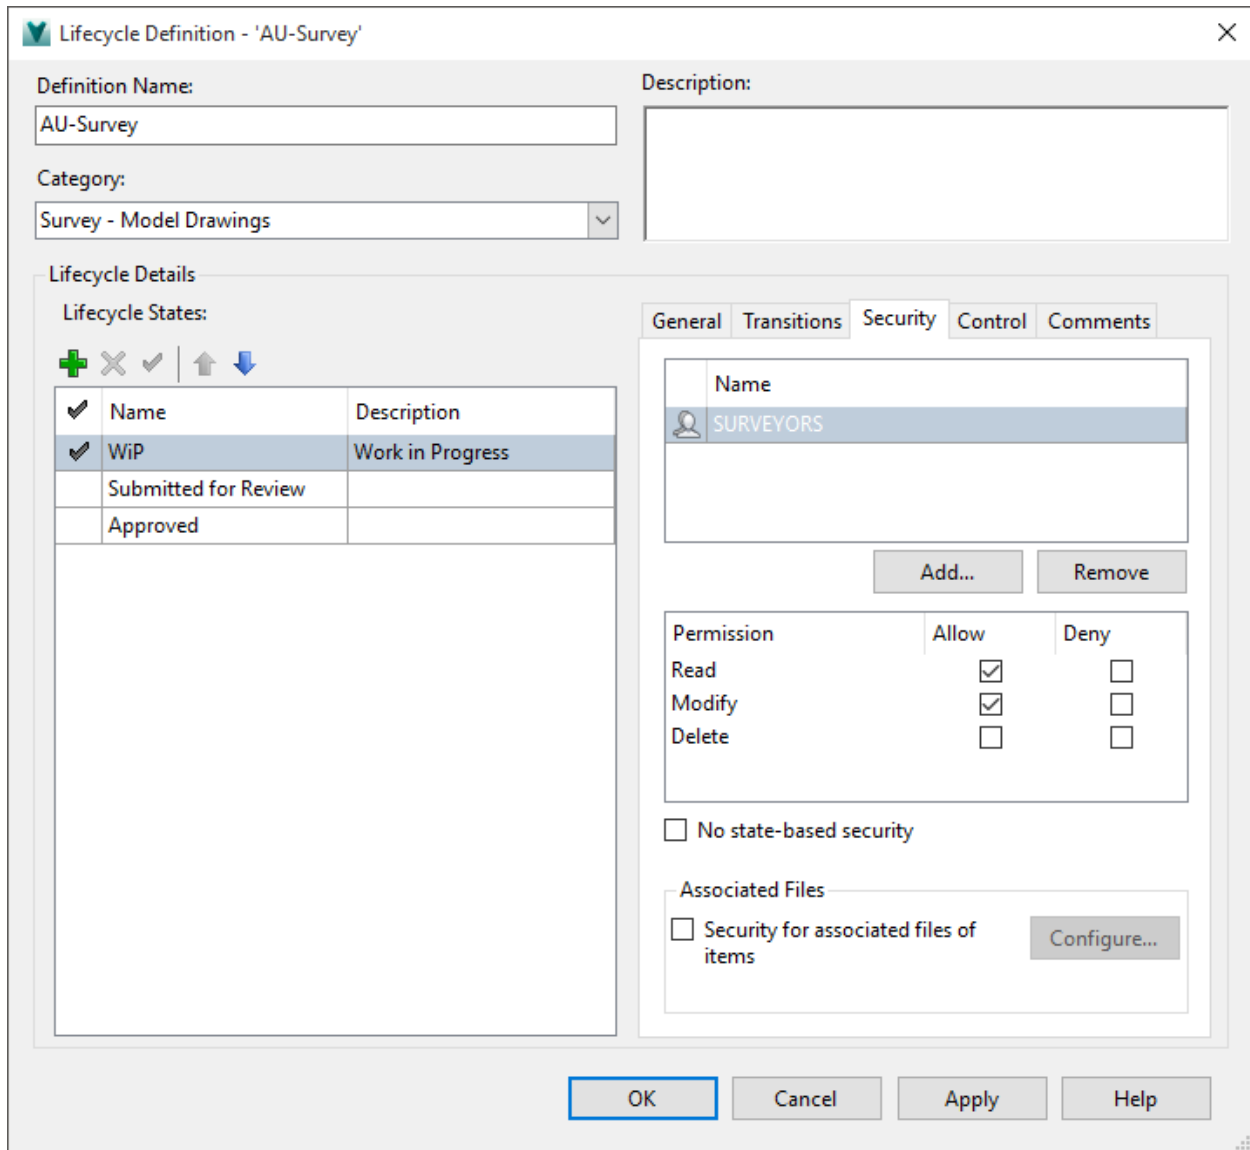 Lifecycle Definition - 'AU-Survey'
Definition Name:
AU-Survey
Description:
Category:
Survey - Model Drawings
Lifecycle Details
Lifecycle States:
Name Description
WiP Work in Progress
Submitted for Review
Approved
General Transitions Security Control Comments
Name
SURVEYORS
Add... Remove
Permission Allow Deny
Read
Modify
Delete
No state-based security
Associated Files
Security for associated files of
items
Configure...
OK Cancel Apply Help